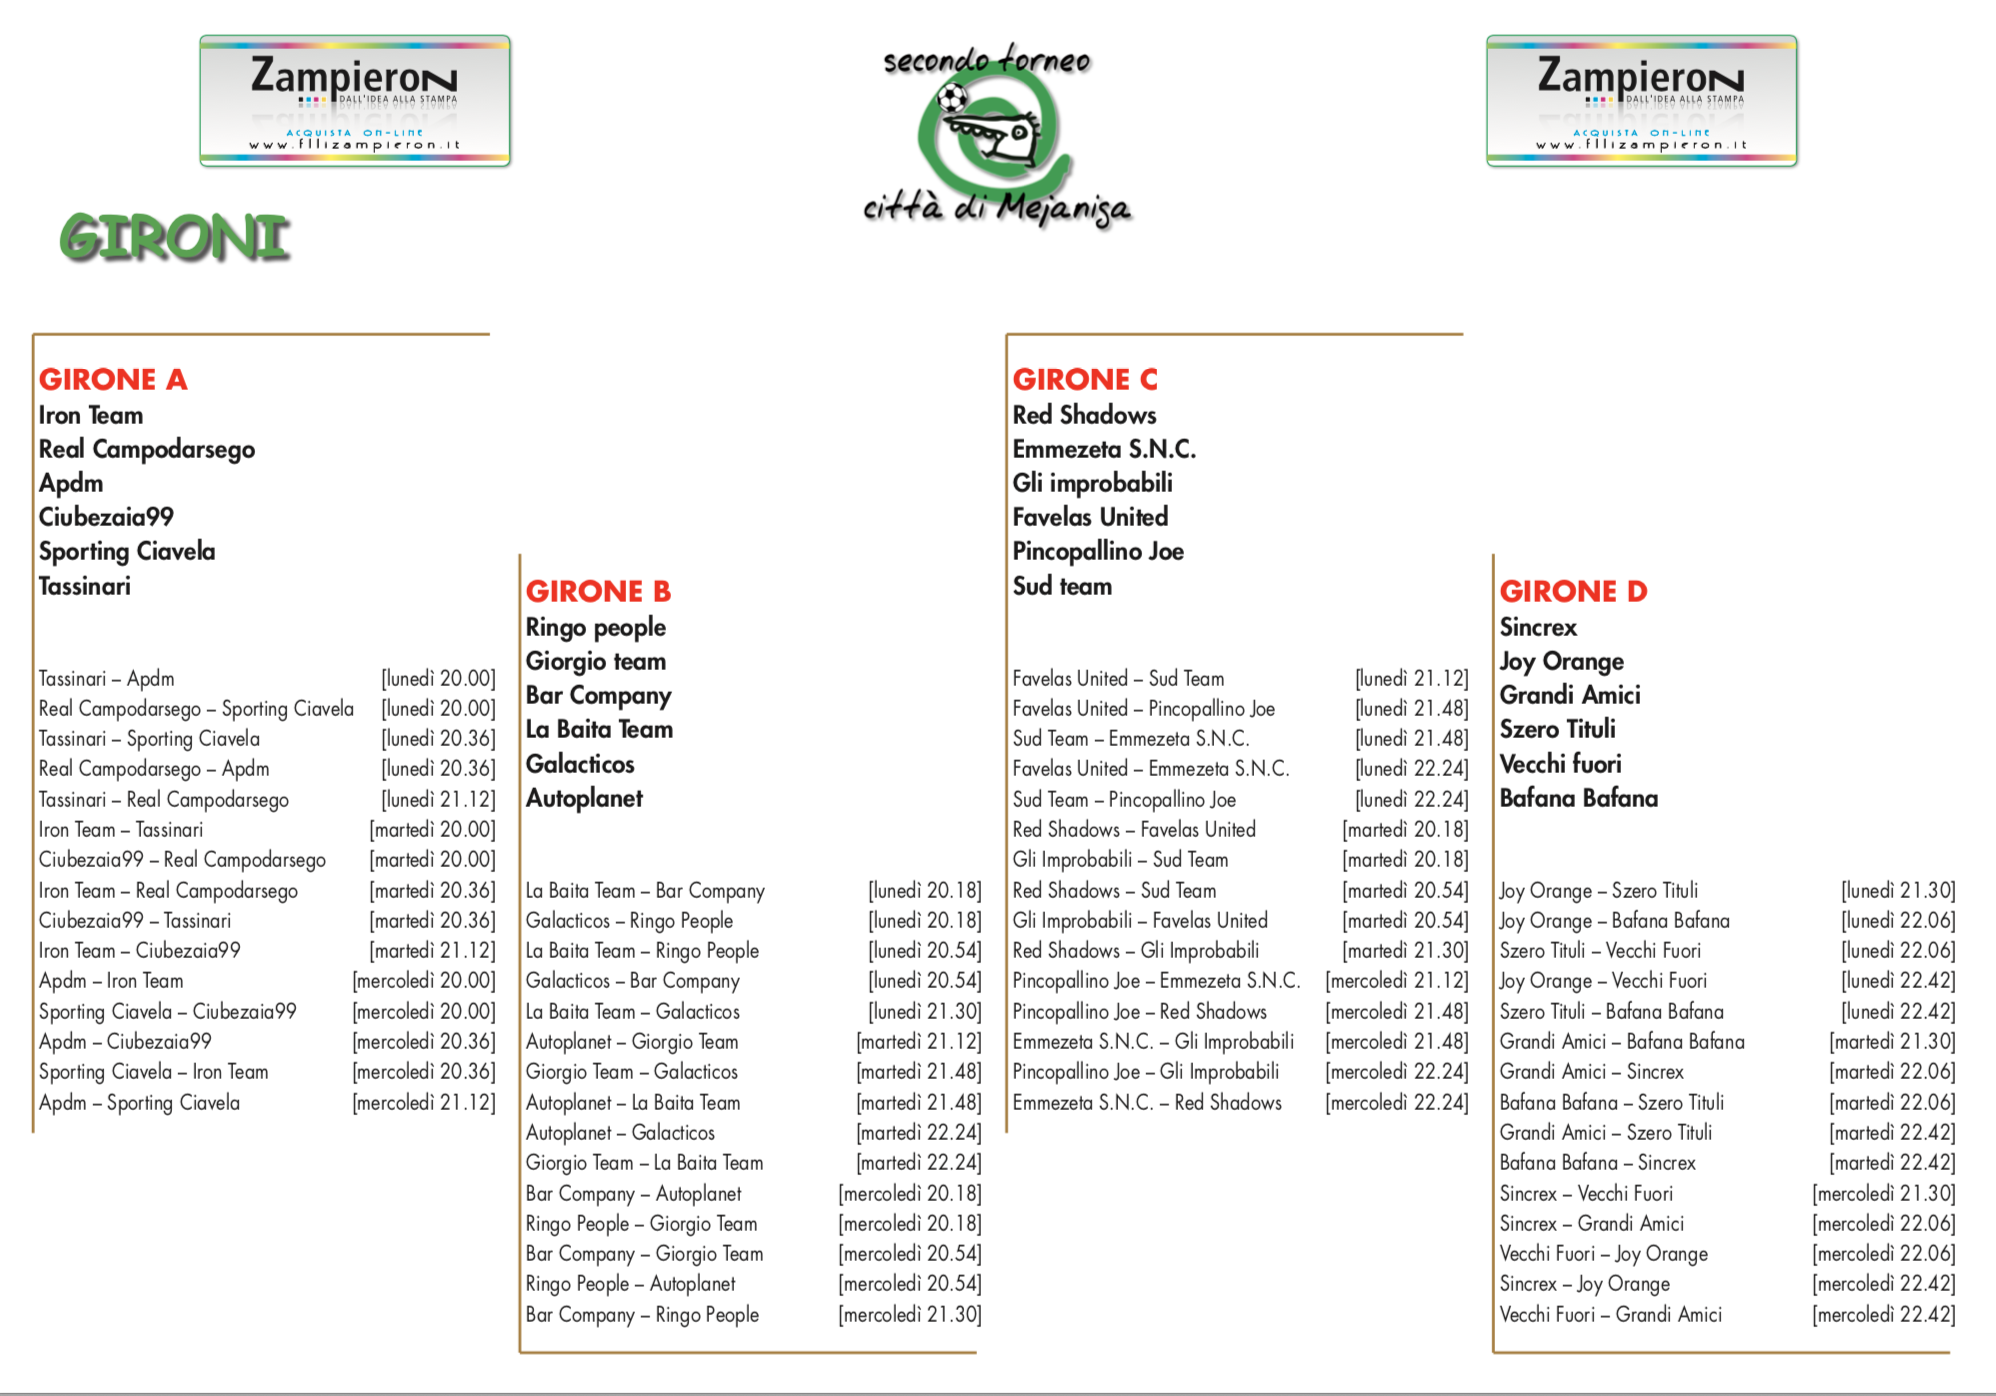 ZampieroN
DALL'IDEA ALLA STAMPA
ACQUISTA ON-LINE
www.fllizampieron.it
secondo torneo
città di Mejaniga
ZampieroN
DALL'IDEA ALLA STAMPA
ACQUISTA ON-LINE
www.fllizampieron.it
GIRONI
GIRONE A
Iron Team
Real Campodarsego
Apdm
Ciubezaia99
Sporting Ciavela
Tassinari
Tassinari – Apdm [lunedì 20.00]
Real Campodarsego – Sporting Ciavela [lunedì 20.00]
Tassinari – Sporting Ciavela [lunedì 20.36]
Real Campodarsego – Apdm [lunedì 20.36]
Tassinari – Real Campodarsego [lunedì 21.12]
Iron Team – Tassinari [martedì 20.00]
Ciubezaia99 – Real Campodarsego [martedì 20.00]
Iron Team – Real Campodarsego [martedì 20.36]
Ciubezaia99 – Tassinari [martedì 20.36]
Iron Team – Ciubezaia99 [martedì 21.12]
Apdm – Iron Team [mercoledì 20.00]
Sporting Ciavela – Ciubezaia99 [mercoledì 20.00]
Apdm – Ciubezaia99 [mercoledì 20.36]
Sporting Ciavela – Iron Team [mercoledì 20.36]
Apdm – Sporting Ciavela [mercoledì 21.12]
GIRONE B
Ringo people
Giorgio team
Bar Company
La Baita Team
Galacticos
Autoplanet
La Baita Team – Bar Company [lunedì 20.18]
Galacticos – Ringo People [lunedì 20.18]
La Baita Team – Ringo People [lunedì 20.54]
Galacticos – Bar Company [lunedì 20.54]
La Baita Team – Galacticos [lunedì 21.30]
Autoplanet – Giorgio Team [martedì 21.12]
Giorgio Team – Galacticos [martedì 21.48]
Autoplanet – La Baita Team [martedì 21.48]
Autoplanet – Galacticos [martedì 22.24]
Giorgio Team – La Baita Team [martedì 22.24]
Bar Company – Autoplanet [mercoledì 20.18]
Ringo People – Giorgio Team [mercoledì 20.18]
Bar Company – Giorgio Team [mercoledì 20.54]
Ringo People – Autoplanet [mercoledì 20.54]
Bar Company – Ringo People [mercoledì 21.30]
GIRONE C
Red Shadows
Emmezeta S.N.C.
Gli improbabili
Favelas United
Pincopallino Joe
Sud team
Favelas United – Sud Team [lunedì 21.12]
Favelas United – Pincopallino Joe [lunedì 21.48]
Sud Team – Emmezeta S.N.C. [lunedì 21.48]
Favelas United – Emmezeta S.N.C. [lunedì 22.24]
Sud Team – Pincopallino Joe [lunedì 22.24]
Red Shadows – Favelas United [martedì 20.18]
Gli Improbabili – Sud Team [martedì 20.18]
Red Shadows – Sud Team [martedì 20.54]
Gli Improbabili – Favelas United [martedì 20.54]
Red Shadows – Gli Improbabili [martedì 21.30]
Pincopallino Joe – Emmezeta S.N.C. [mercoledì 21.12]
Pincopallino Joe – Red Shadows [mercoledì 21.48]
Emmezeta S.N.C. – Gli Improbabili [mercoledì 21.48]
Pincopallino Joe – Gli Improbabili [mercoledì 22.24]
Emmezeta S.N.C. – Red Shadows [mercoledì 22.24]
GIRONE D
Sincrex
Joy Orange
Grandi Amici
Szero Tituli
Vecchi fuori
Bafana Bafana
Joy Orange – Szero Tituli [lunedì 21.30]
Joy Orange – Bafana Bafana [lunedì 22.06]
Szero Tituli – Vecchi Fuori [lunedì 22.06]
Joy Orange – Vecchi Fuori [lunedì 22.42]
Szero Tituli – Bafana Bafana [lunedì 22.42]
Grandi Amici – Bafana Bafana [martedì 21.30]
Grandi Amici – Sincrex [martedì 22.06]
Bafana Bafana – Szero Tituli [martedì 22.06]
Grandi Amici – Szero Tituli [martedì 22.42]
Bafana Bafana – Sincrex [martedì 22.42]
Sincrex – Vecchi Fuori [mercoledì 21.30]
Sincrex – Grandi Amici [mercoledì 22.06]
Vecchi Fuori – Joy Orange [mercoledì 22.06]
Sincrex – Joy Orange [mercoledì 22.42]
Vecchi Fuori – Grandi Amici [mercoledì 22.42]